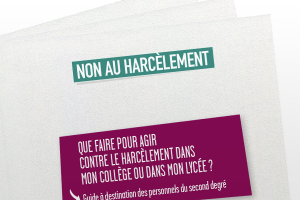 NON AU HARCÈLEMENT
QUE FAIRE POUR AGIR
CONTRE LE HARCÈLEMENT DANS
MON COLLÈGE OU DANS MON LYCÉE ?
Guide à destination des personnels du second degré